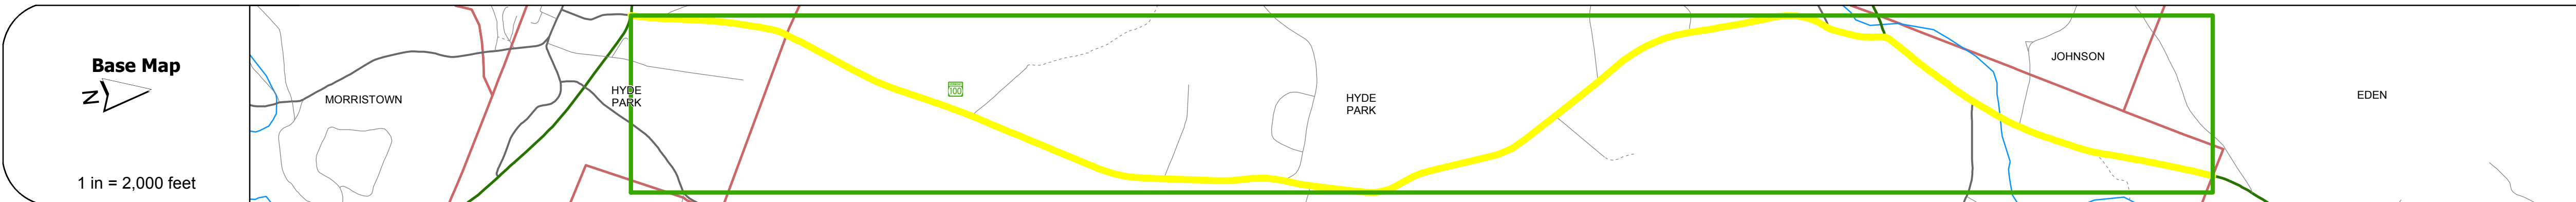 Base Map
N
1 in = 2,000 feet
MORRISTOWN
HYDE
PARK
100
HYDE
PARK
JOHNSON
EDEN